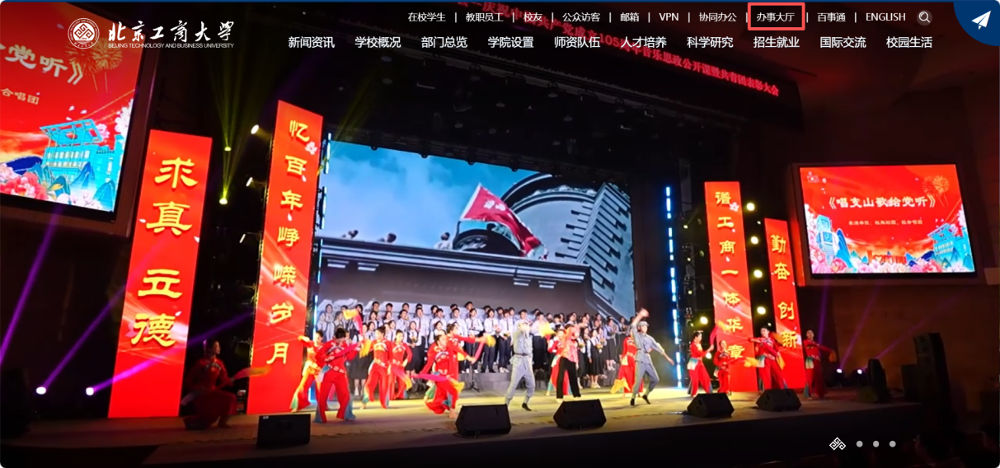 在校学生 | 教职员工 | 校友 | 公众访客 | 邮箱 | VPN | 协同办公 | 办事大厅 | 百事通 | ENGLISH
北京工商大学
BEIJING TECHNOLOGY AND BUSINESS UNIVERSITY
新闻资讯 学校概况 部门总览 学院设置 师资队伍 人才培养 科学研究 招生就业 国际交流 校园生活
党听》
合唱团
求真 立德
忆百年峥嵘岁月
谱工商一体华章
勤奋创新
《唱支山歌给党听》